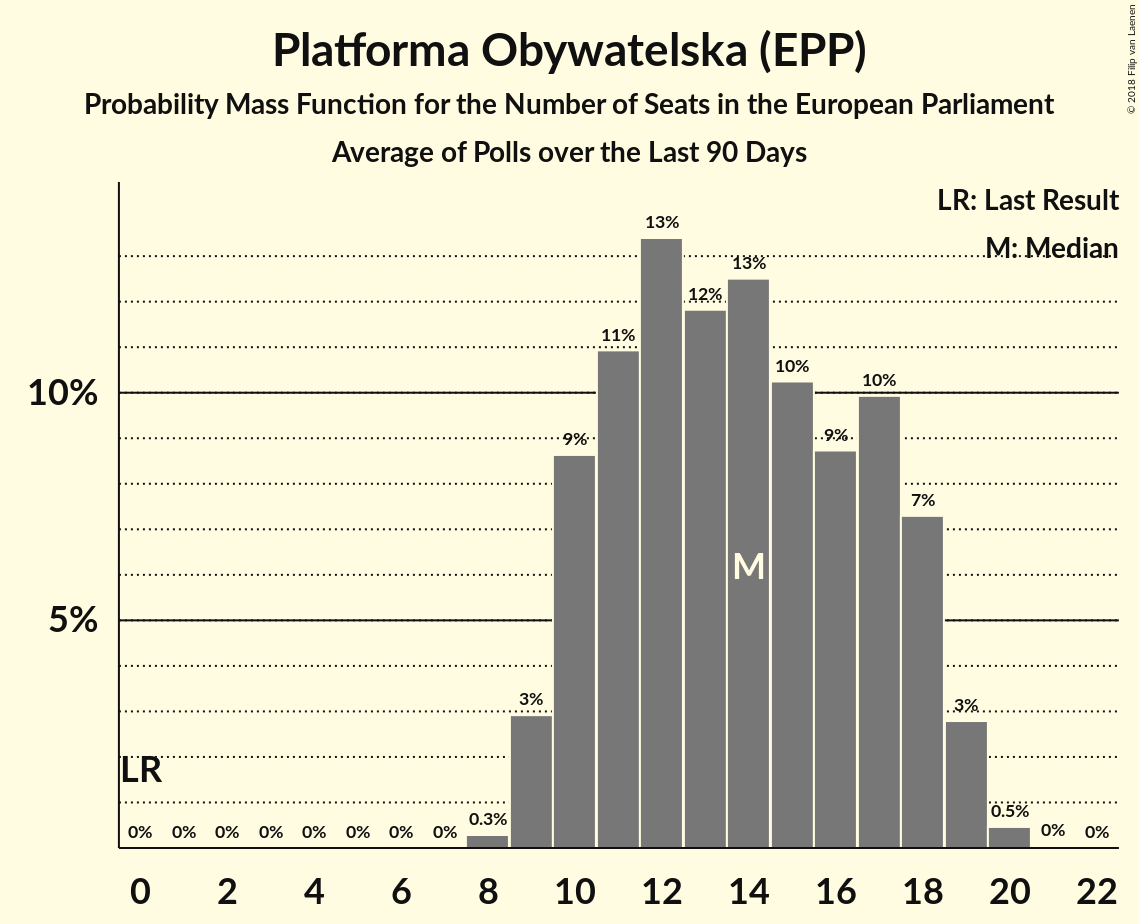 Platforma Obywatelska (EPP)
Probability Mass Function for the Number of Seats in the European Parliament
Average of Polls over the Last 90 Days
© 2018 Filip van Laenen
LR: Last Result
M: Median
10%
5%
0% 0% 0% 0% 0% 0% 0% 0% 0.3% 3% 9% 11% 13% 12% 13% 10% 9% 10% 7% 3% 0.5% 0% 0%
LR
M
0 2 4 6 8 10 12 14 16 18 20 22